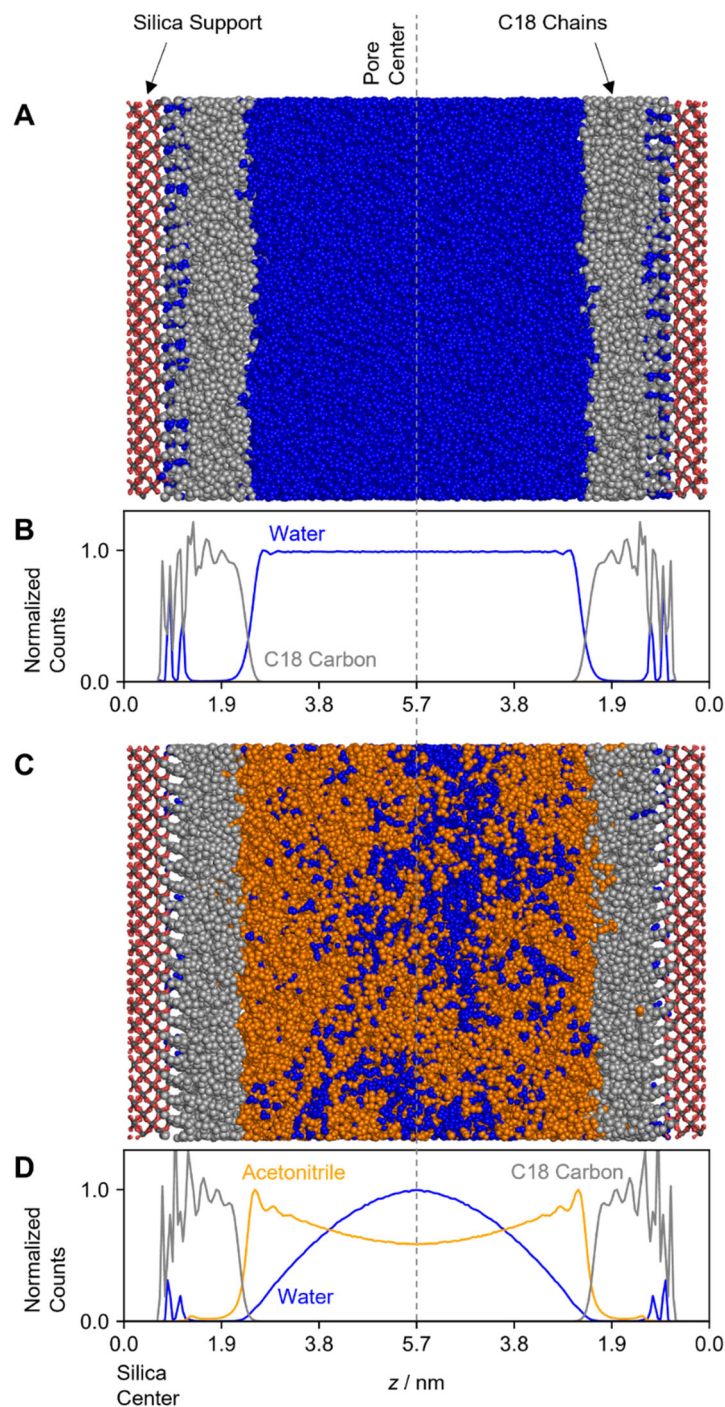 Silica Support
C18 Chains
Pore
Center
A
B
Water
1.0
Normalized
Counts
C18 Carbon
0.0
0.0 1.9 3.8 5.7 3.8 1.9 0.0
C
D
Acetonitrile
C18 Carbon
1.0
Normalized
Counts
Water
0.0
0.0 1.9 3.8 5.7 3.8 1.9 0.0
Silica
Center
z / nm